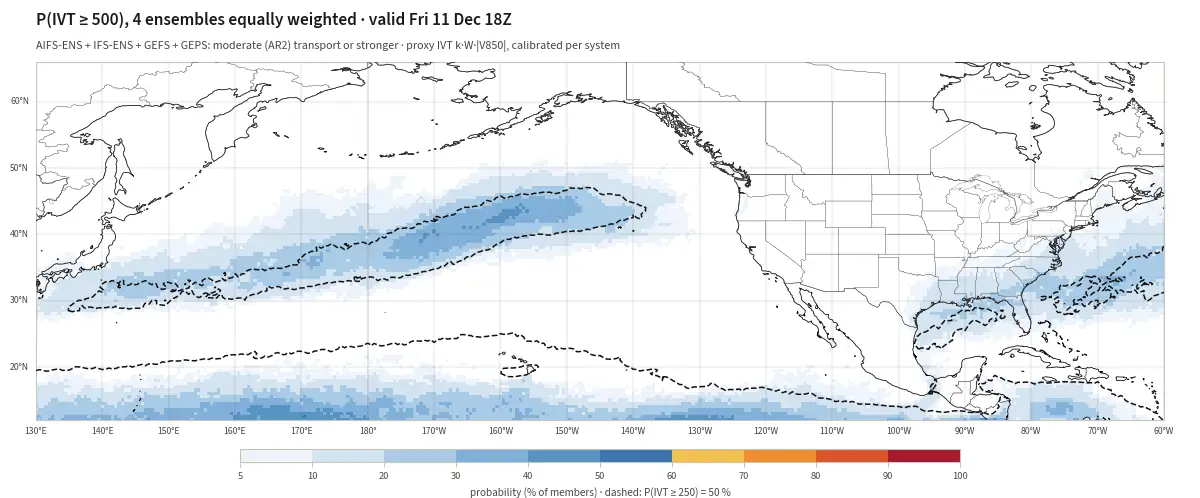 P(IVT ≥ 500), 4 ensembles equally weighted · valid Fri 11 Dec 18Z
AIFS-ENS + IFS-ENS + GEFS + GEPS: moderate (AR2) transport or stronger · proxy IVT k·W·|V850|, calibrated per system
60°N
50°N
40°N
30°N
20°N
130°E 140°E 150°E 160°E 170°E 180° 170°W 160°W 150°W 140°W 130°W 120°W 110°W 100°W 90°W 80°W 70°W 60°W
5 10 20 30 40 50 60 70 80 90 100
probability (% of members) · dashed: P(IVT ≥ 250) = 50 %